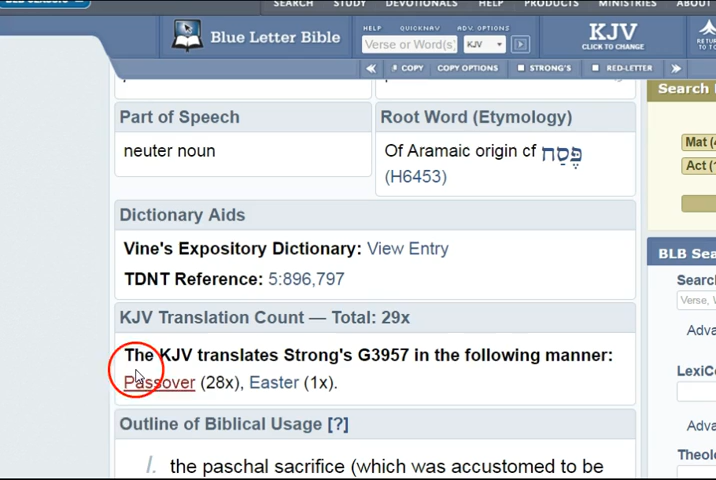 SEARCH STUDY DEVOTIONALS HELP PRODUCTS MINISTRIES ABOUT
Blue Letter Bible
HELP QUICKNAV ADV. OPTIONS
Verse or Word(s) KJV
KJV
CLICK TO CHANGE
COPY COPY OPTIONS STRONG'S RED-LETTER
Search
Part of Speech
neuter noun
Root Word (Etymology)
Of Aramaic origin cf פֶּסַח
(H6453)
Mat (
Act (1
Dictionary Aids
Vine's Expository Dictionary: View Entry
TDNT Reference: 5:896,797
BLB Sea
Search
Verse, W
Adva
KJV Translation Count — Total: 29x
The KJV translates Strong's G3957 in the following manner:
Passover (28x), Easter (1x).
LexiCo
Adva
Outline of Biblical Usage [?]
I. the paschal sacrifice (which was accustomed to be
Theolo